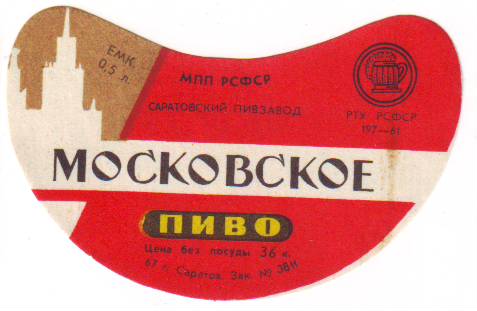 ЕМК.
0,5 л.
МПП РСФСР
САРАТОВСКИЙ ПИВЗАВОД
РТУ РСФСР
197—61
МОСКОВСКОЕ
ПИВО
Цена без посуды 36 к.
67 г. Саратов. Зак. № 38Н